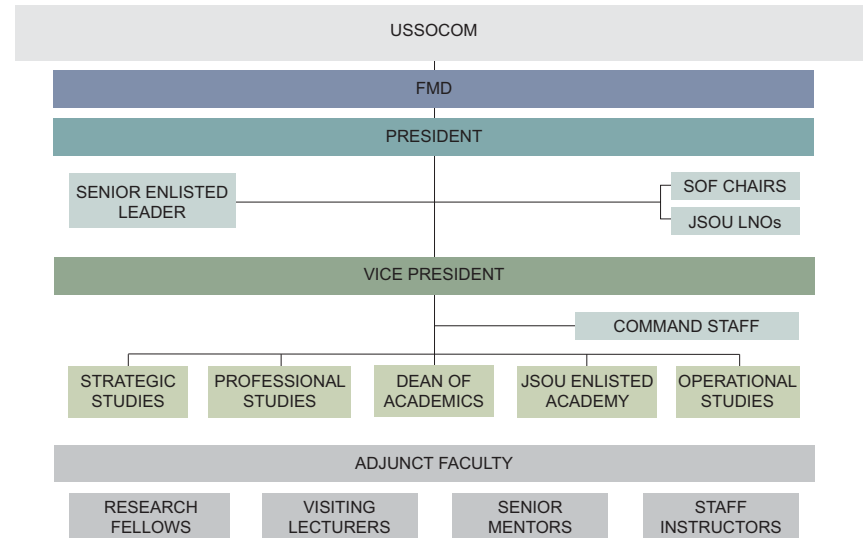 USSOCOM
FMD
PRESIDENT
SENIOR ENLISTED
LEADER
SOF CHAIRS
JSOU LNOs
VICE PRESIDENT
COMMAND STAFF
STRATEGIC
STUDIES
PROFESSIONAL
STUDIES
DEAN OF
ACADEMICS
JSOU ENLISTED
ACADEMY
OPERATIONAL
STUDIES
ADJUNCT FACULTY
RESEARCH
FELLOWS
VISITING
LECTURERS
SENIOR
MENTORS
STAFF
INSTRUCTORS